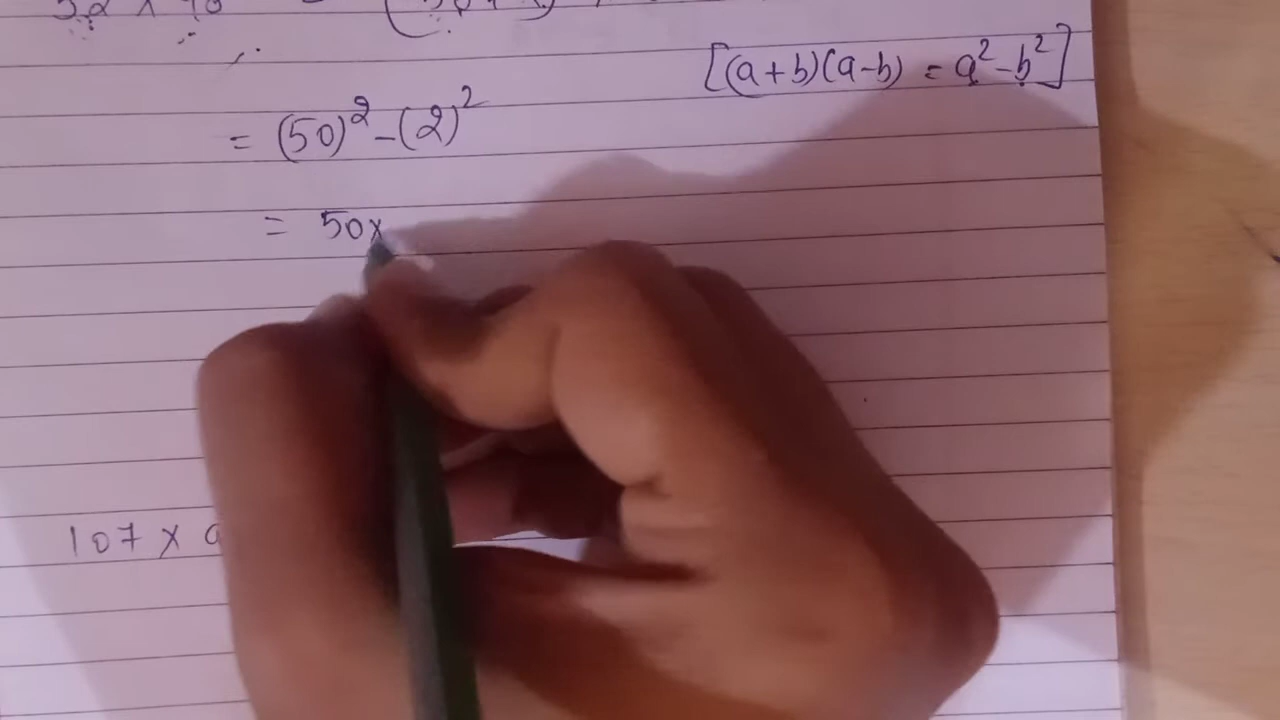 [(a+b)(a-b) = a²-b²]
= (50)²-(2)²
= 50x
107 x